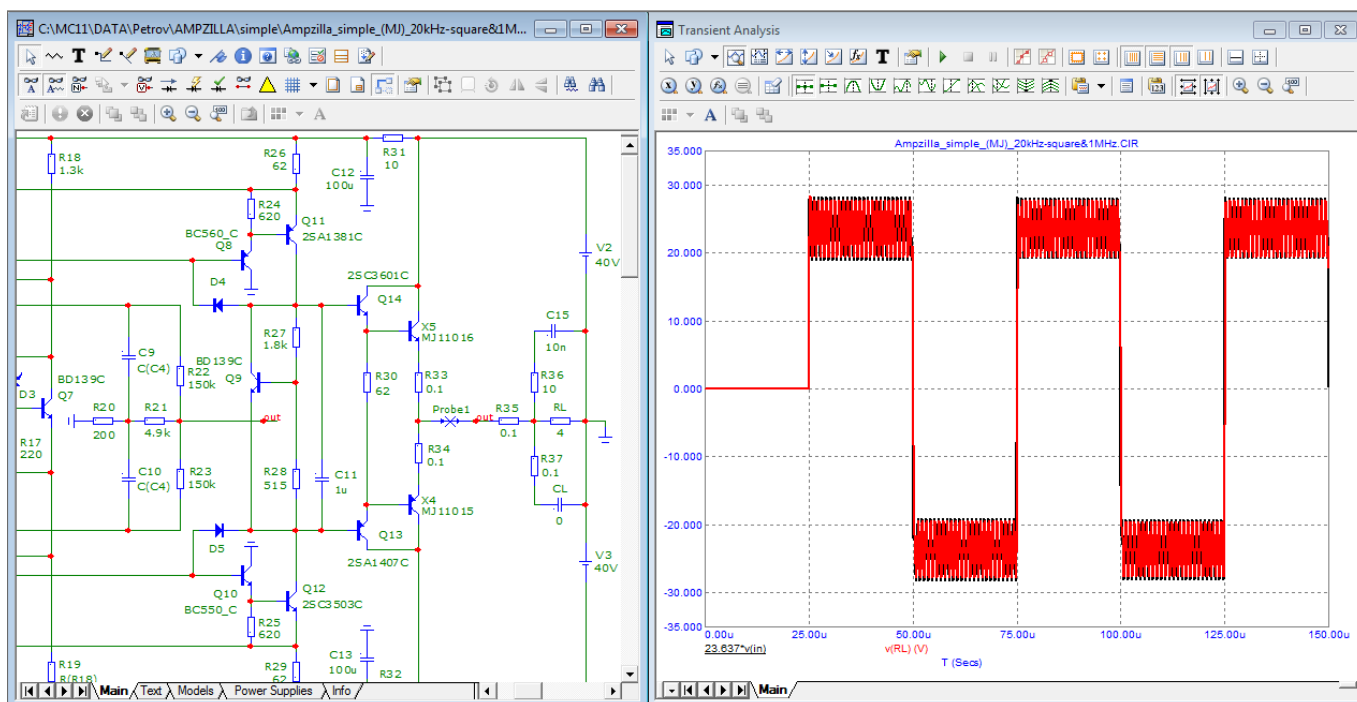 C:\MC11\DATA\Petrov\AMPZILLA\simple\Ampzilla_simple_(MJ)_20kHz-square&1M...
R18
1.3k
R26
62
R31
10
C12
100u
R24
620
Q11
2SA1381C
BC560_C
Q8
V2
40V
D4
2SC3601C
Q14
C15
10n
X5
MJ11016
R27
1.8k
C9
C(C4)
R22
150k
BD139C
Q9
D3
BD139C
Q7
R30
62
R33
0.1
R36
10
R20
200
R21
4.9k
out
Probe1
out
R35
0.1
RL
4
R17
220
R34
0.1
R37
0.1
C10
C(C4)
R23
150k
R28
515
C11
1u
X4
MJ11015
CL
0
D5
Q13
2SA1407C
V3
40V
Q10
BC550_C
Q12
2SC3503C
R25
620
R19
R(R18)
R29
62
C13
100u
R32
Main
Text
Models
Power Supplies
Info
Transient Analysis
Ampzilla_simple_(MJ)_20kHz-square&1MHz.CIR
35.000
30.000
20.000
10.000
0.000
-10.000
-20.000
-30.000
-35.000
0.00u
25.00u
50.00u
75.00u
100.00u
125.00u
150.00u
23.637*v(in)
v(RL) (V)
T (Secs)
Main